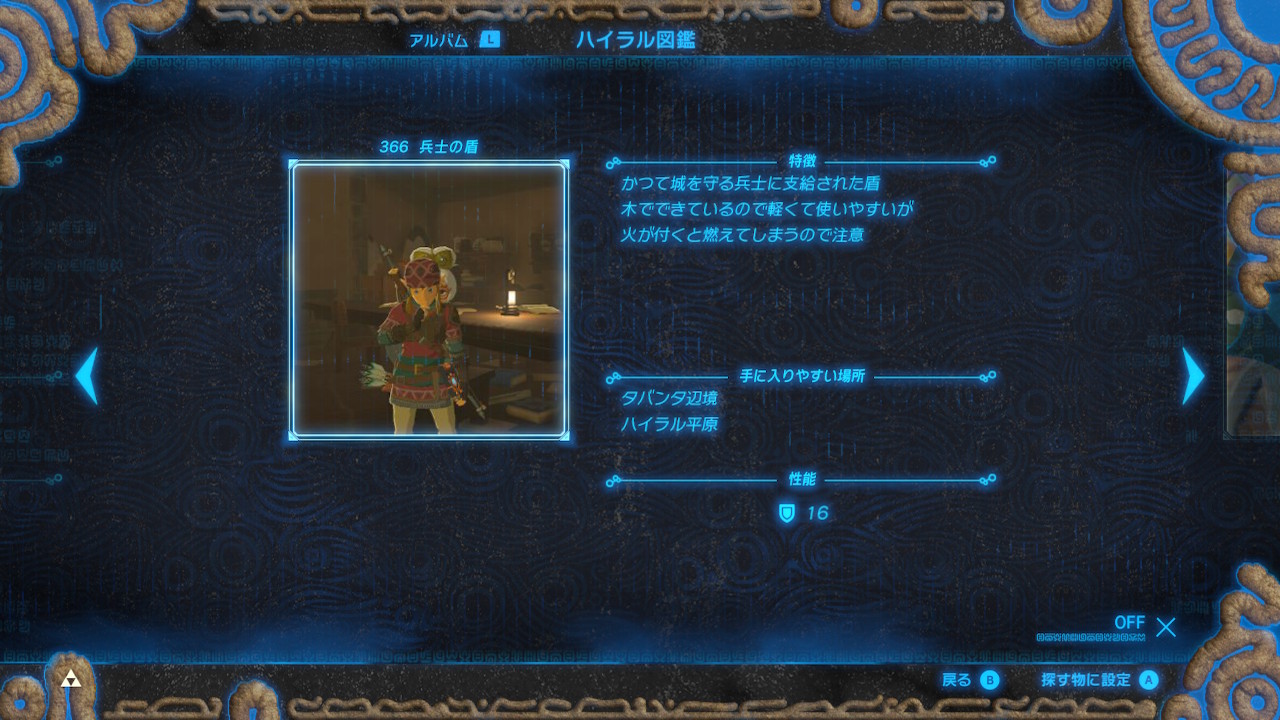 アルバム L
ハイラル図鑑
366 兵士の盾
特徴
かつて城を守る兵士に支給された盾
木でできているので軽くて使いやすいが
火が付くと燃えてしまうので注意
手に入りやすい場所
タバンタ辺境
ハイラル平原
性能
16
OFF
戻る B
探す物に設定 A